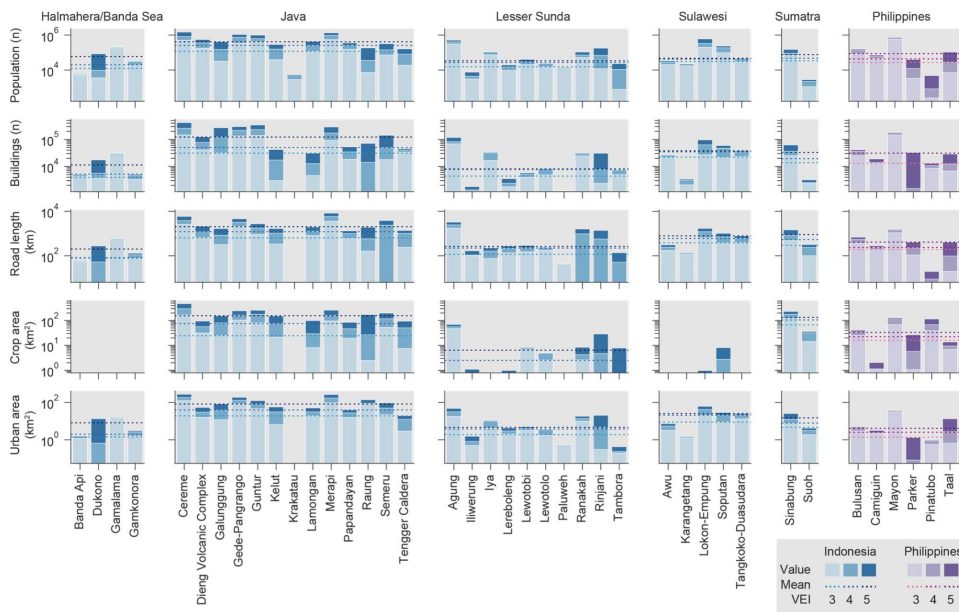 Halmahera/Banda Sea Java Lesser Sunda Sulawesi Sumatra Philippines
Population (n)
10⁶
10⁴
Buildings (n)
10⁵
10⁴
Road length
(km)
10⁴
10²
Crop area
(km²)
10²
10¹
10⁰
Urban area
(km²)
10²
10⁰
Banda Api
Dukono
Gamalama
Gamkonora
Cereme
Dieng Volcanic Complex
Galunggung
Gede-Pangrango
Guntur
Kelut
Krakatau
Lamongan
Merapi
Papandayan
Raung
Semeru
Tengger Caldera
Agung
Iliwerung
Iya
Lereboleng
Lewotobi
Lewotolo
Paluweh
Ranakah
Rinjani
Tambora
Awu
Karangetang
Lokon-Empung
Soputan
Tangkoko-Duasudara
Sinabung
Suoh
Bulusan
Camiguin
Mayon
Parker
Pinatubo
Taal
Indonesia Philippines
Value
Mean
VEI 3 4 5 3 4 5